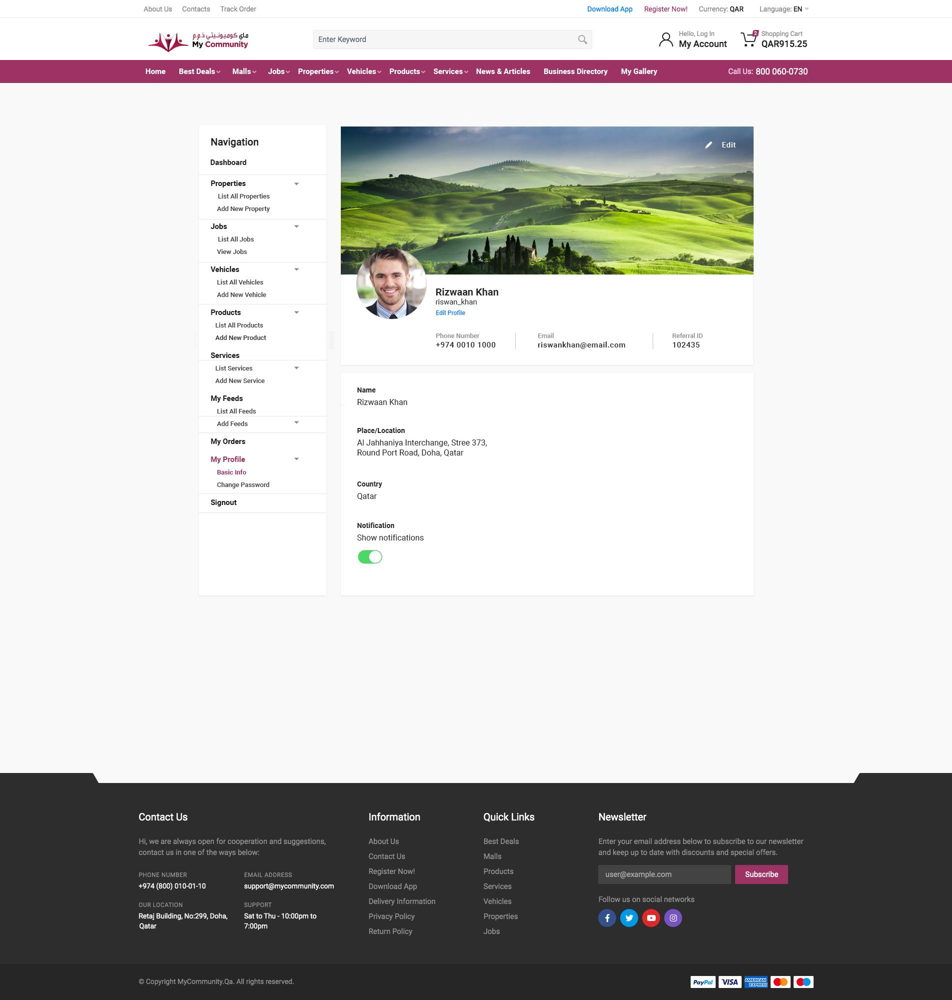 About Us Contacts Track Order Download App Register Now! Currency: QAR Language: EN
ماي كوميونيتي ذ.م.م
My Community
Enter Keyword
Hello, Log In
My Account
2
Shopping Cart
QAR915.25
Home Best Deals Malls Jobs Properties Vehicles Products Services News & Articles Business Directory My Gallery Call Us: 800 060-0730
Navigation
Dashboard
Properties
List All Properties
Add New Property
Jobs
List All Jobs
View Jobs
Vehicles
List All Vehicles
Add New Vehicle
Products
List All Products
Add New Product
Services
List Services
Add New Service
My Feeds
List All Feeds
Add Feeds
My Orders
My Profile
Basic Info
Change Password
Signout
Edit
Rizwaan Khan
riswan_khan
Edit Profile
Phone Number
+974 0010 1000
Email
riswankhan@email.com
Referral ID
102435
Name
Rizwaan Khan
Place/Location
Al Jahhaniya Interchange, Stree 373,
Round Port Road, Doha, Qatar
Country
Qatar
Notification
Show notifications
Contact Us
Hi, we are always open for cooperation and suggestions,
contact us in one of the ways below:
PHONE NUMBER
+974 (800) 010-01-10
EMAIL ADDRESS
support@mycommunity.com
OUR LOCATION
Retaj Building, No:299, Doha,
Qatar
SUPPORT
Sat to Thu - 10:00pm to
7:00pm
Information
About Us
Contact Us
Register Now!
Download App
Delivery Information
Privacy Policy
Return Policy
Quick Links
Best Deals
Malls
Products
Services
Vehicles
Properties
Jobs
Newsletter
Enter your email address below to subscribe to our newsletter
and keep up to date with discounts and special offers.
user@example.com
Subscribe
Follow us on social networks
© Copyright MyCommunity.Qa. All rights reserved.
PayPal VISA AMERICAN EXPRESS